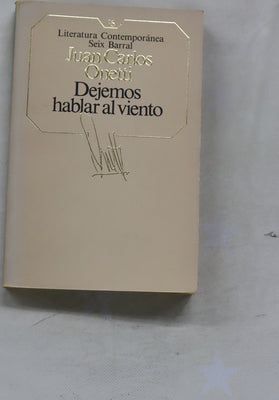 Literatura Contemporánea
Seix Barral
Juan Carlos
Onetti
Dejemos
hablar al viento